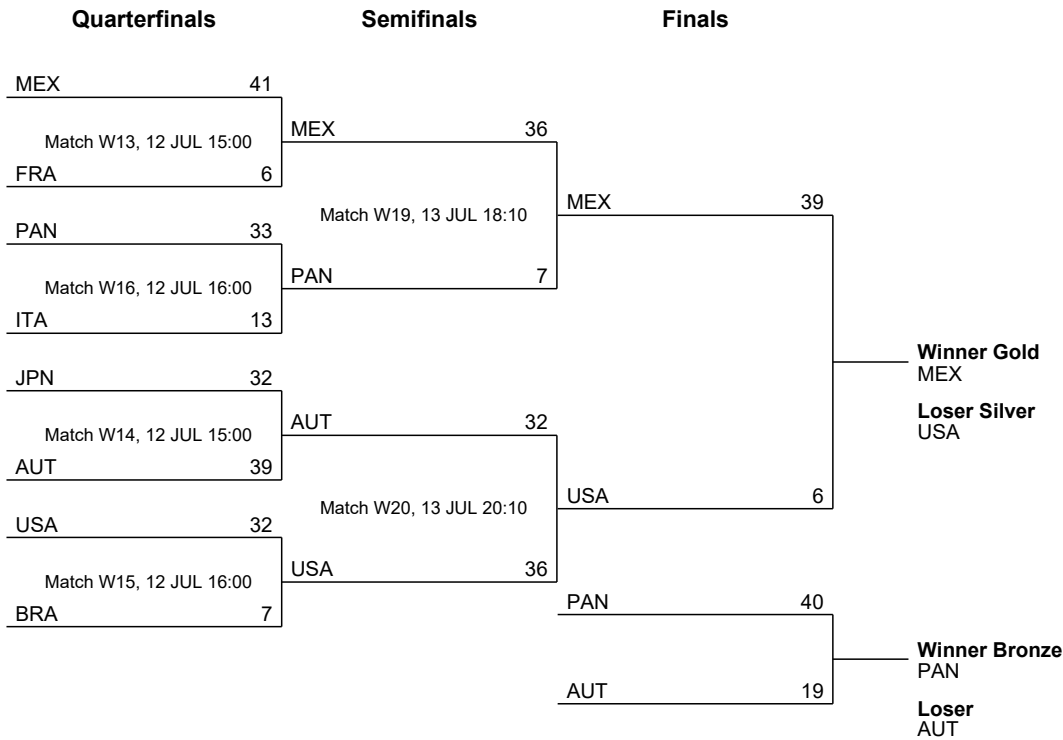 Quarterfinals Semifinals Finals
MEX 41
Match W13, 12 JUL 15:00
FRA 6
PAN 33
Match W16, 12 JUL 16:00
ITA 13
JPN 32
Match W14, 12 JUL 15:00
AUT 39
USA 32
Match W15, 12 JUL 16:00
BRA 7
MEX 36
Match W19, 13 JUL 18:10
PAN 7
AUT 32
Match W20, 13 JUL 20:10
USA 36
MEX 39
USA 6
PAN 40
AUT 19
Winner Gold
MEX
Loser Silver
USA
Winner Bronze
PAN
Loser
AUT